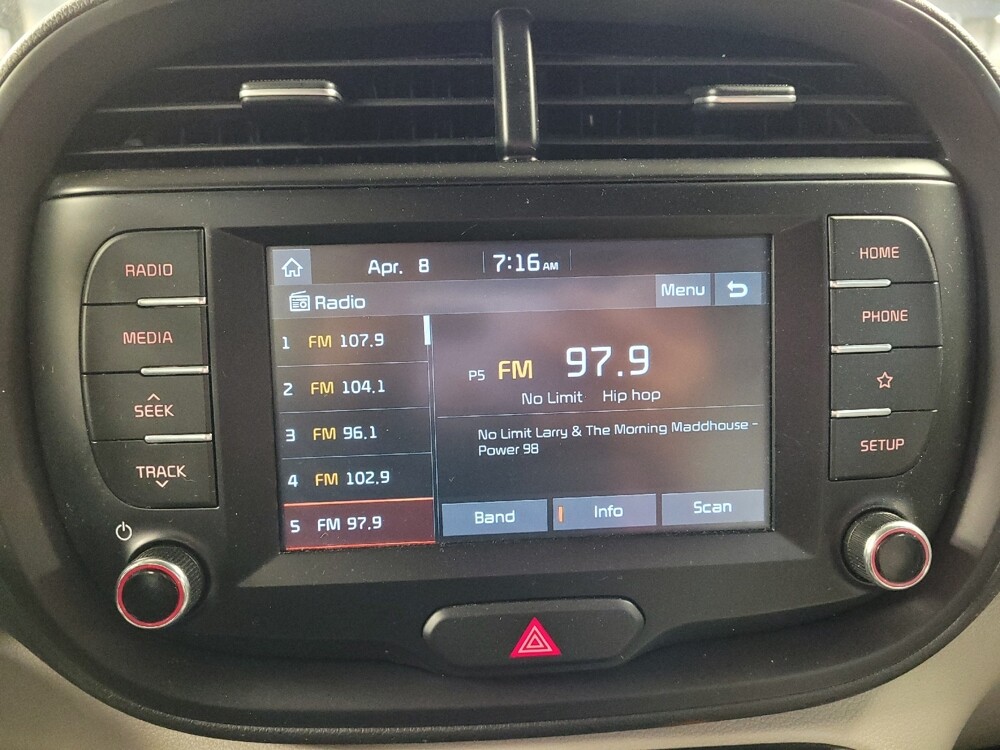 RADIO
MEDIA
SEEK
TRACK
Apr. 8 7:16 AM
Radio
Menu
1 FM 107.9
2 FM 104.1
3 FM 96.1
4 FM 102.9
5 FM 97.9
P5 FM 97.9
No Limit Hip hop
No Limit Larry & The Morning Maddhouse -
Power 98
Band
Info
Scan
HOME
PHONE
SETUP